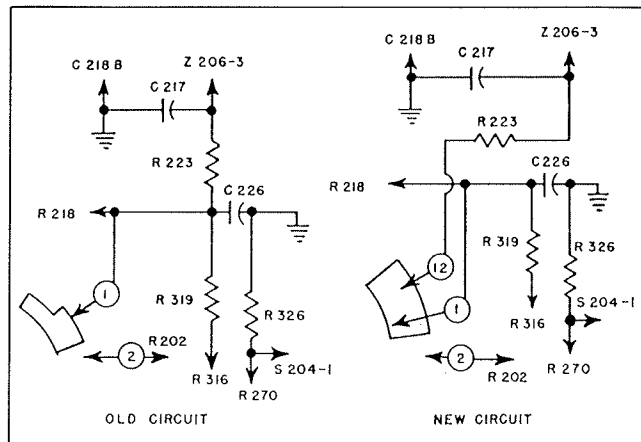 C 218 B
Z 206-3
C 217
R 223
C 226
R 218
1
R 319
R 326
R 202
2
S 204-1
R 316
R 270
OLD CIRCUIT
Z 206-3
C 218 B
C 217
R 223
C 226
R 218
12
R 319
R 326
1
R 316
S 204-1
2
R 202
R 270
NEW CIRCUIT